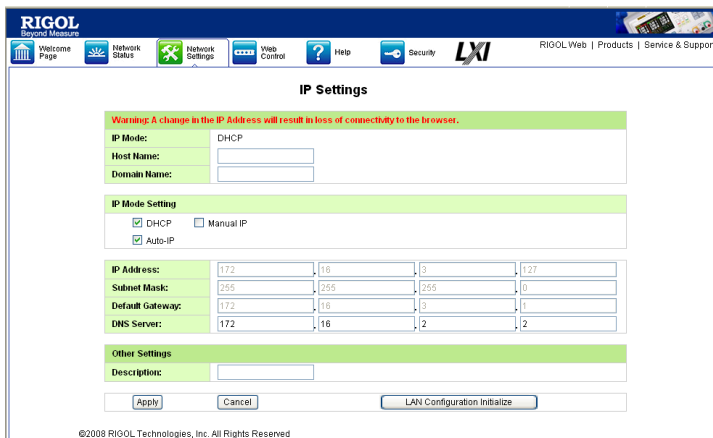 RIGOL
Beyond Measure
Welcome Page
Network Status
Network Settings
Web Control
Help
Security
LXI
RIGOL Web | Products | Service & Suppor
IP Settings
Warning: A change in the IP Address will result in loss of connectivity to the browser.
IP Mode: DHCP
Host Name:
Domain Name:
IP Mode Setting
DHCP Manual IP
Auto-IP
IP Address: 172 . 16 . 3 . 127
Subnet Mask: 255 . 255 . 255 . 0
Default Gateway: 172 . 16 . 3 . 1
DNS Server: 172 . 16 . 2 . 2
Other Settings
Description:
Apply Cancel LAN Configuration Initialize
©2008 RIGOL Technologies, Inc. All Rights Reserved